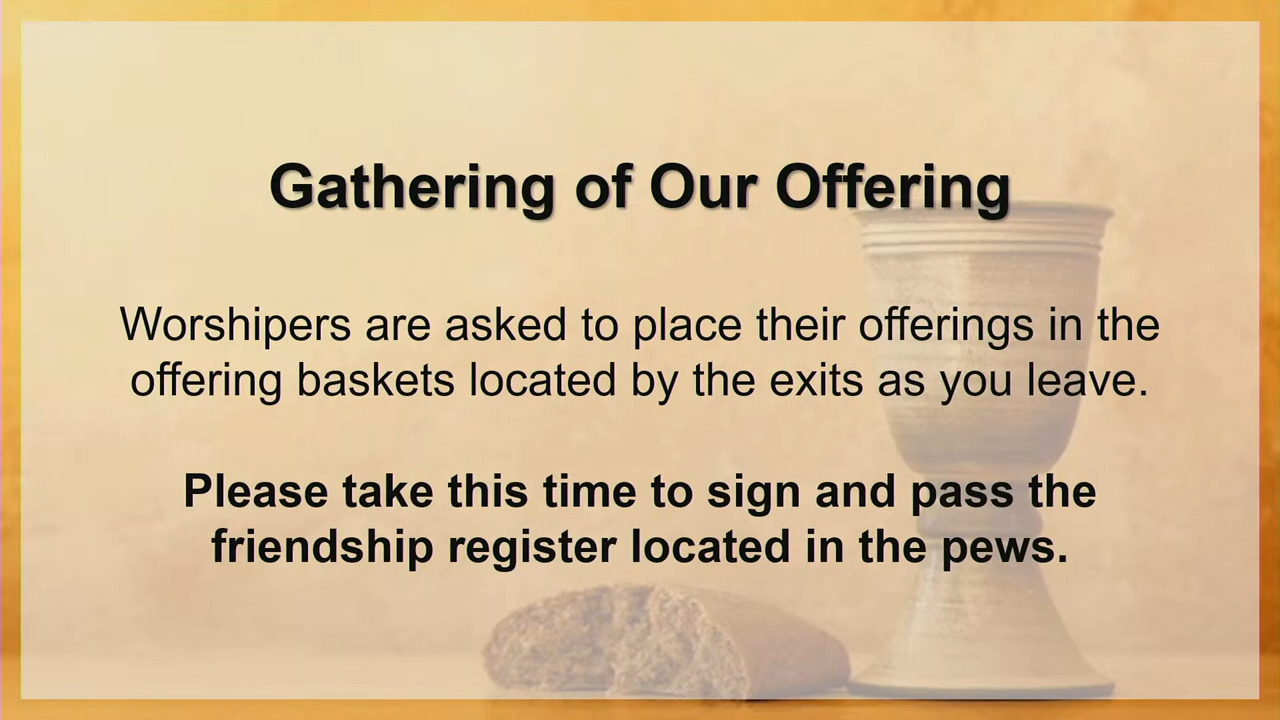 Gathering of Our Offering
Worshipers are asked to place their offerings in the
offering baskets located by the exits as you leave.
Please take this time to sign and pass the
friendship register located in the pews.